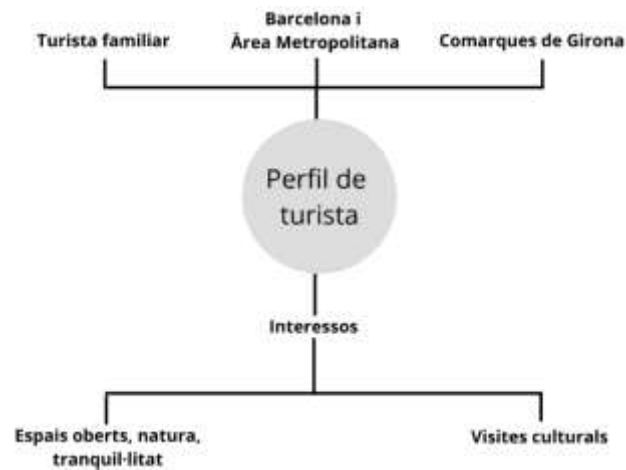 Turista familiar
Barcelona i
Àrea Metropolitana
Comarques de Girona
Perfil de
turista
Interessos
Espais oberts, natura,
tranquil·litat
Visites culturals